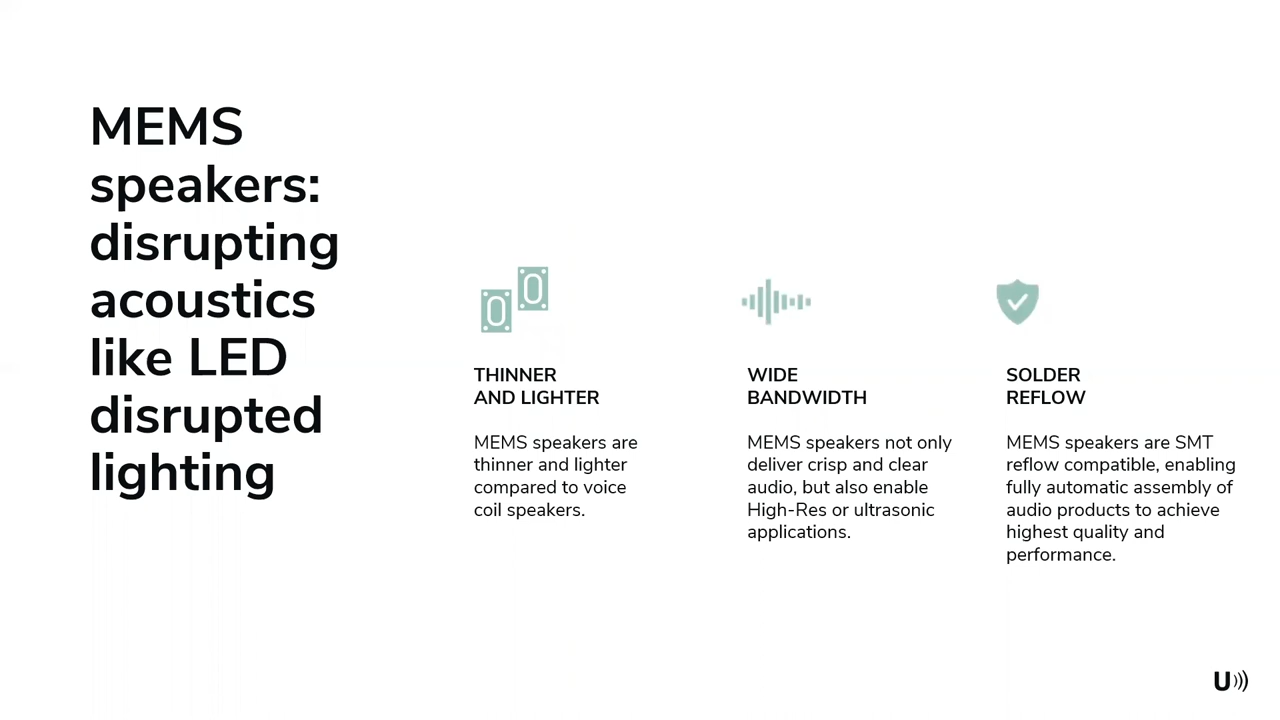 MEMS
speakers:
disrupting
acoustics
like LED
disrupted
lighting
THINNER
AND LIGHTER
MEMS speakers are
thinner and lighter
compared to voice
coil speakers.
WIDE
BANDWIDTH
MEMS speakers not only
deliver crisp and clear
audio, but also enable
High-Res or ultrasonic
applications.
SOLDER
REFLOW
MEMS speakers are SMT
reflow compatible, enabling
fully automatic assembly of
audio products to achieve
highest quality and
performance.
U